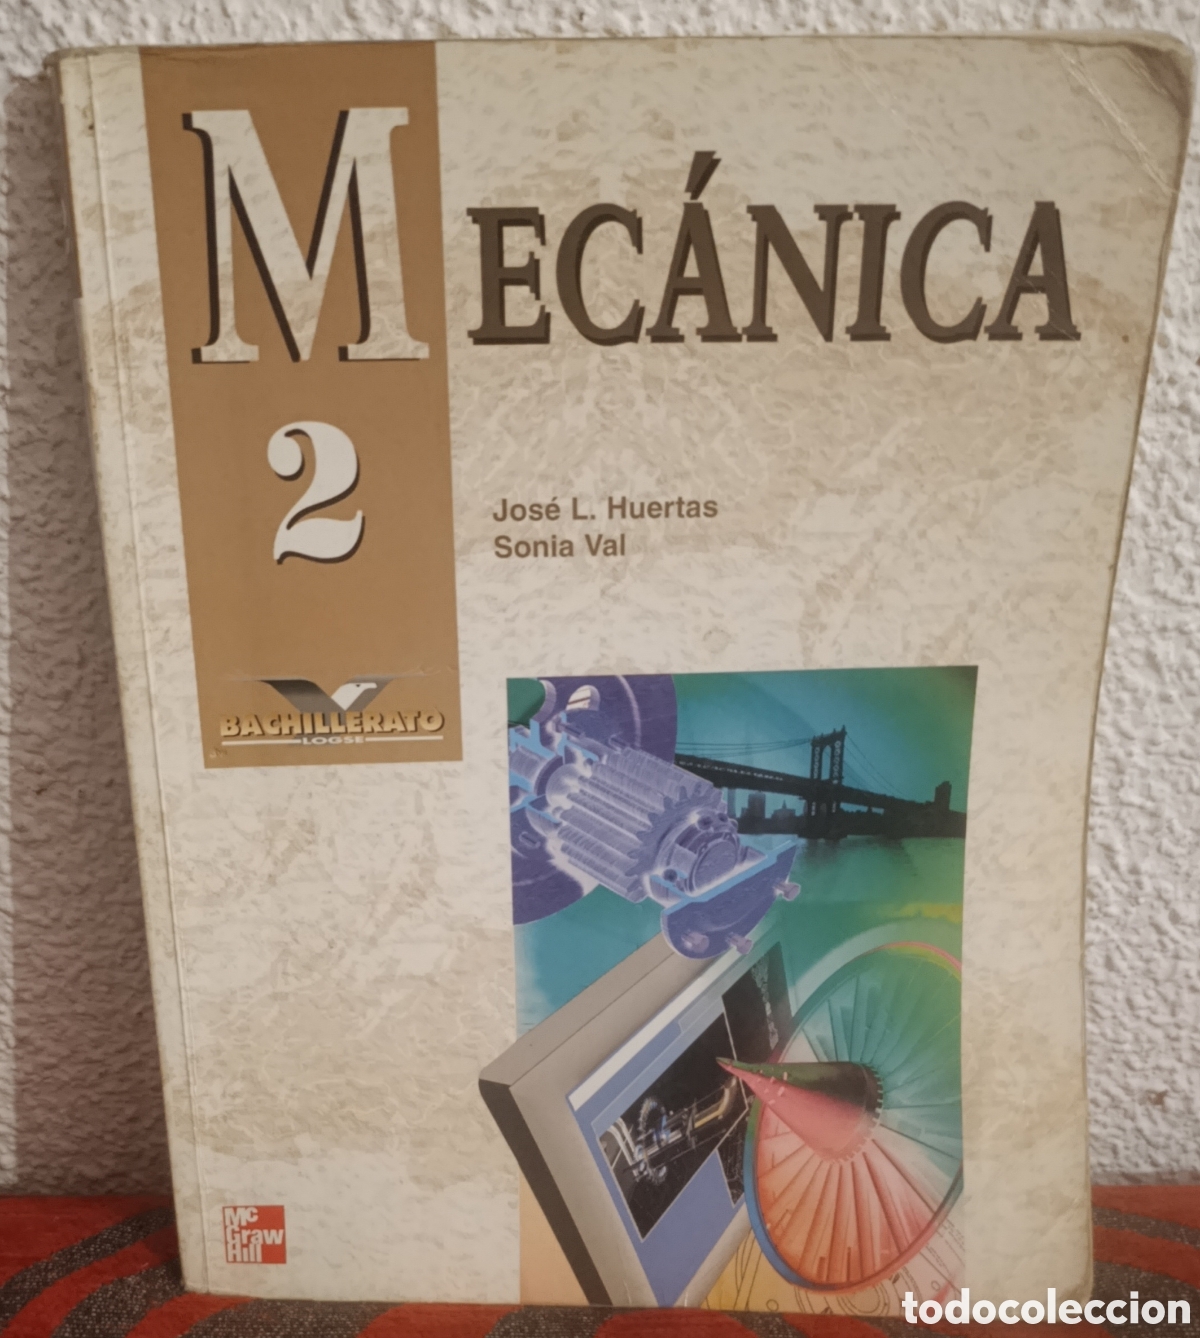 MECÁNICA
2
José L. Huertas
Sonia Val
BACHILLERATO
LOGSE
Mc
Graw
Hill
todocoleccion